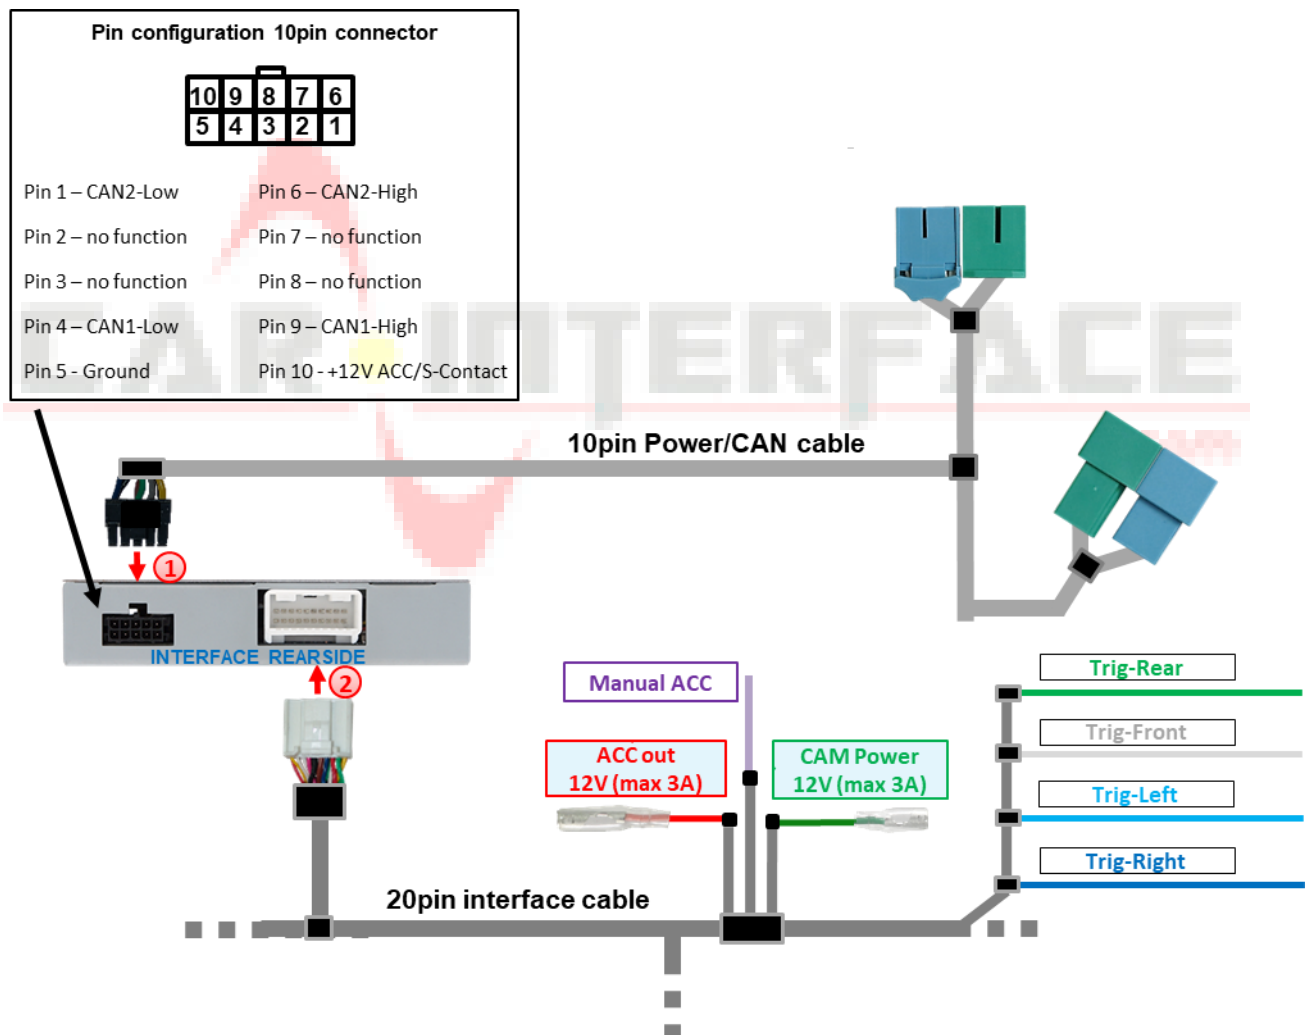 Pin configuration 10pin connector
10 9 8 7 6
5 4 3 2 1
Pin 1 – CAN2-Low
Pin 6 – CAN2-High
Pin 2 – no function
Pin 7 – no function
Pin 3 – no function
Pin 8 – no function
Pin 4 – CAN1-Low
Pin 9 – CAN1-High
Pin 5 - Ground
Pin 10 - +12V ACC/S-Contact
CAR INTERFACE
10pin Power/CAN cable
1
INTERFACE REARSIDE
2
Manual ACC
ACC out
12V (max 3A)
CAM Power
12V (max 3A)
Trig-Rear
Trig-Front
Trig-Left
Trig-Right
20pin interface cable